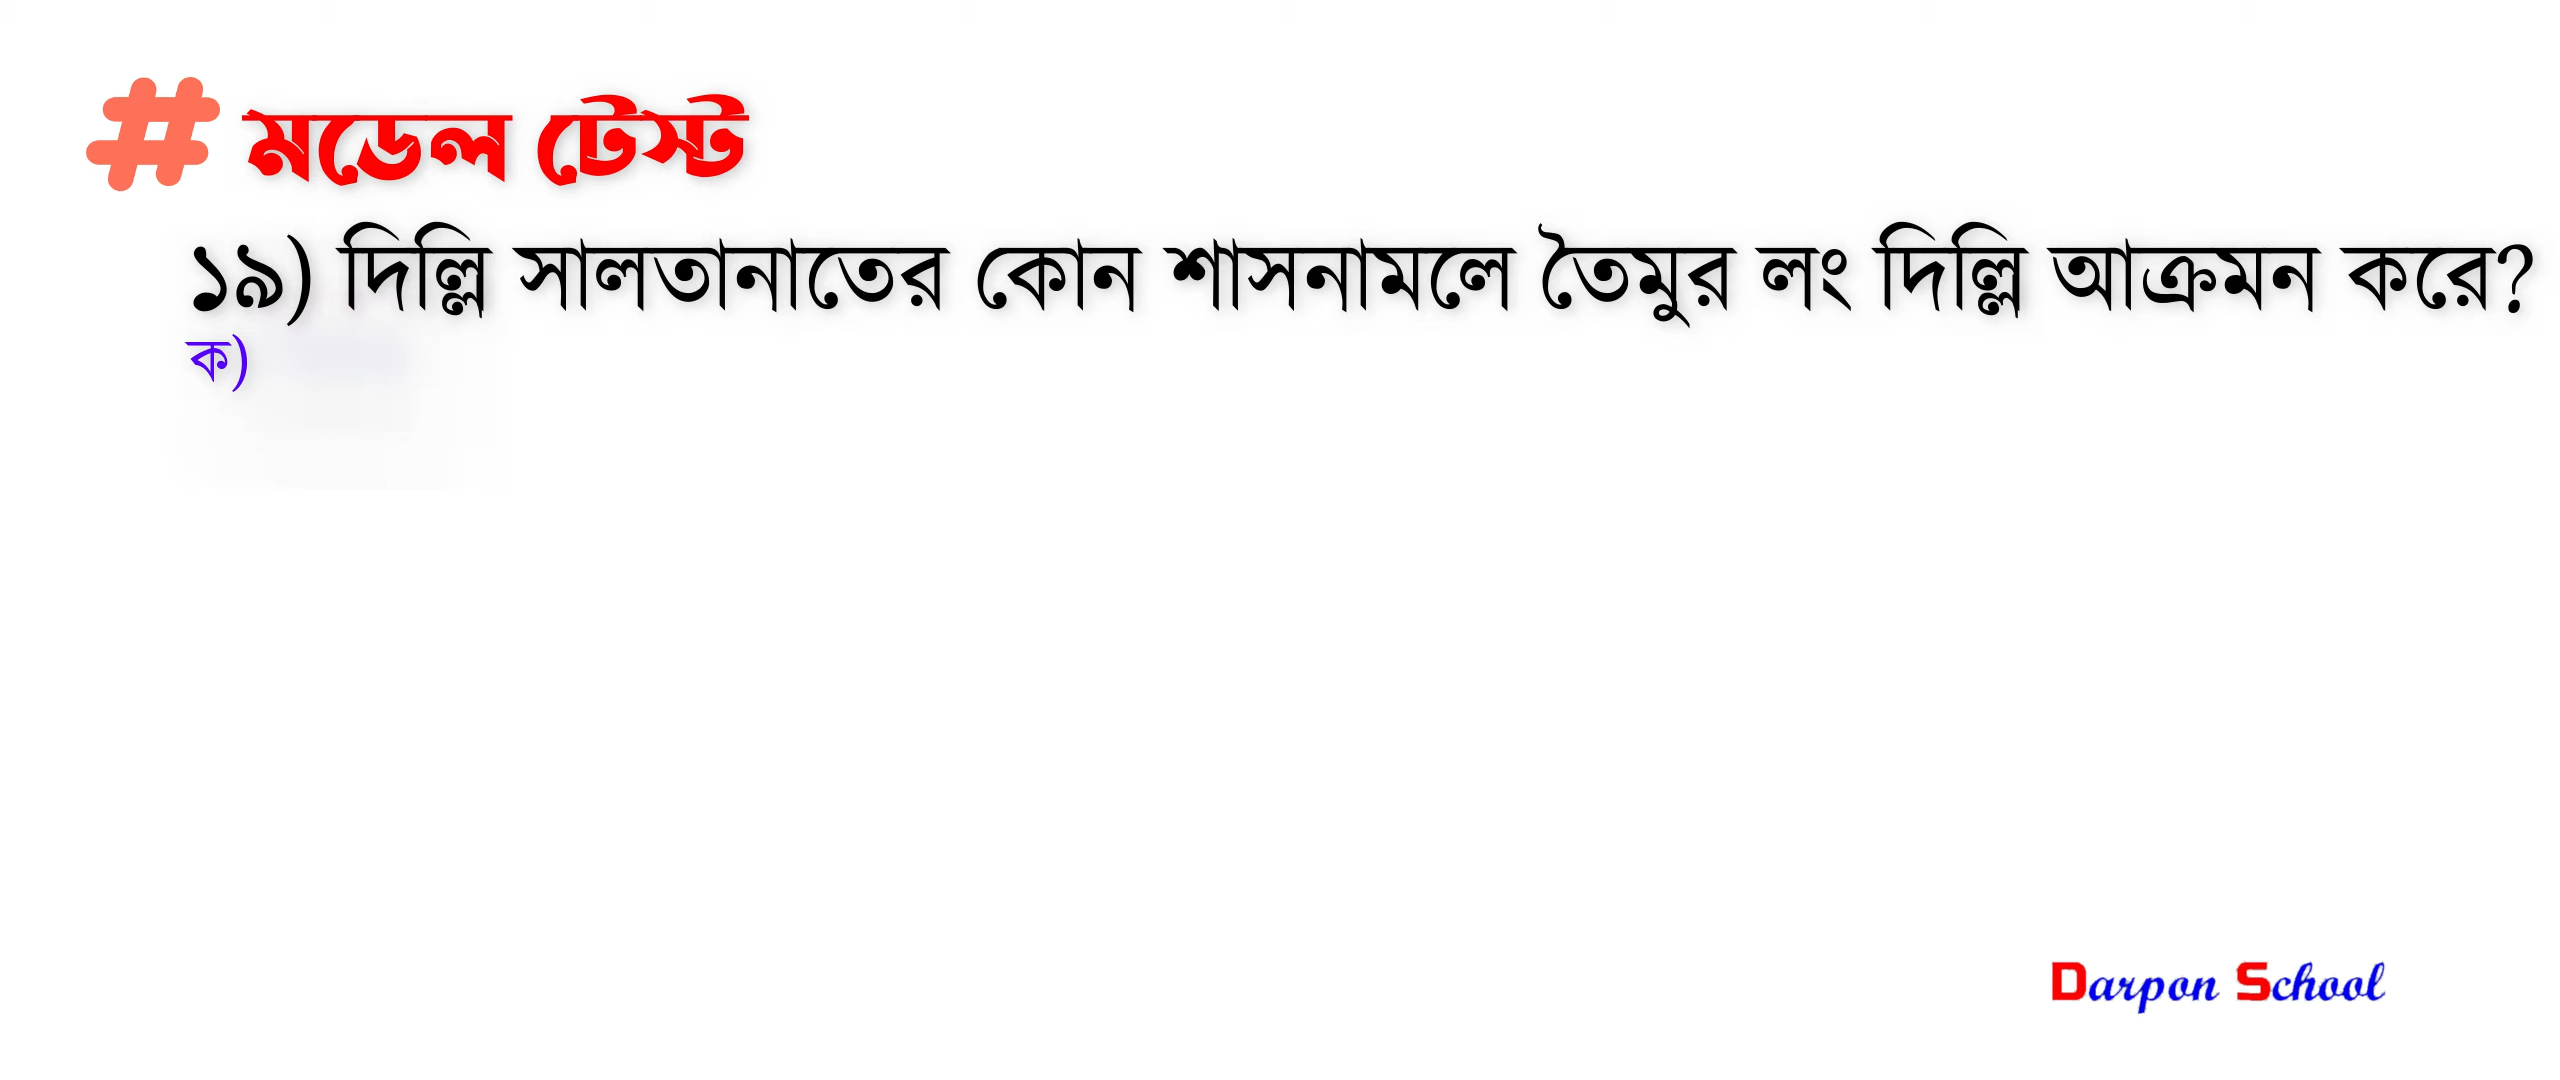 # মডেল টেস্ট
১৯) দিল্লি সালতানাতের কোন শাসনামলে তৈমুর লং দিল্লি আক্রমন করে?
ক)
Darpon School